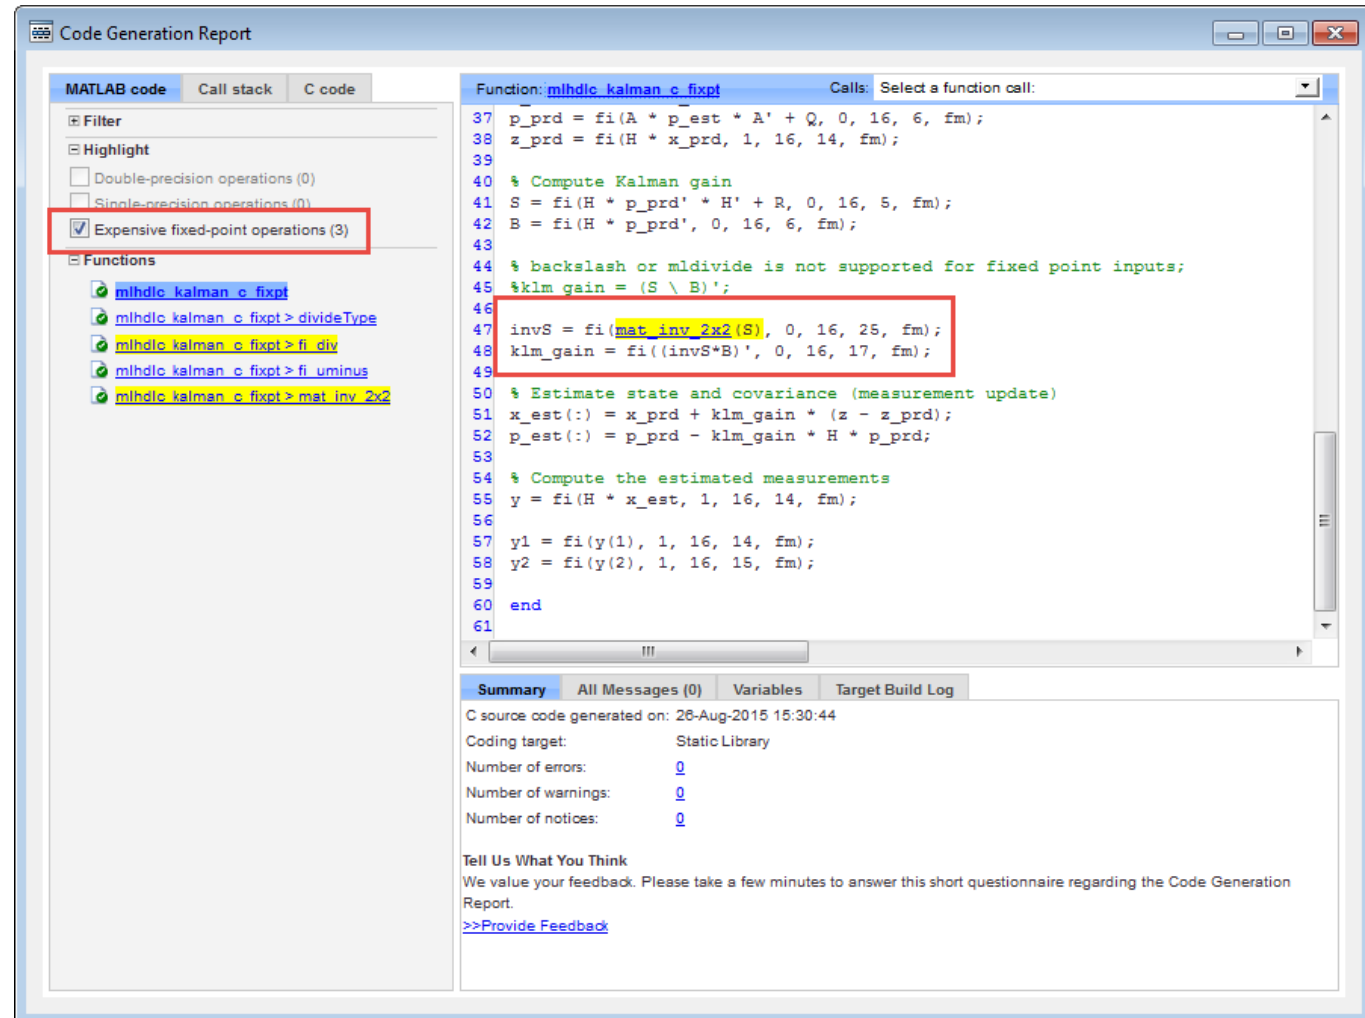 Code Generation Report
MATLAB code Call stack C code
Filter
Highlight
Double-precision operations (0)
Single-precision operations (0)
Expensive fixed-point operations (3)
Functions
mlhdlc_kalman_c_fixpt
mlhdlc_kalman_c_fixpt > divideType
mlhdlc_kalman_c_fixpt > fi_div
mlhdlc_kalman_c_fixpt > fi_uminus
mlhdlc_kalman_c_fixpt > mat_inv_2x2
Function: mlhdlc_kalman_c_fixpt Calls: Select a function call:
37 p_prd = fi(A * p_est * A' + Q, 0, 16, 6, fm);
38 z_prd = fi(H * x_prd, 1, 16, 14, fm);
39
40 % Compute Kalman gain
41 S = fi(H * p_prd' * H' + R, 0, 16, 5, fm);
42 B = fi(H * p_prd', 0, 16, 6, fm);
43
44 % backslash or mldivide is not supported for fixed point inputs;
45 %klm_gain = (S \ B)';
46
47 invS = fi(mat_inv_2x2(S), 0, 16, 25, fm);
48 klm_gain = fi((invS*B)', 0, 16, 17, fm);
49
50 % Estimate state and covariance (measurement update)
51 x_est(:) = x_prd + klm_gain * (z - z_prd);
52 p_est(:) = p_prd - klm_gain * H * p_prd;
53
54 % Compute the estimated measurements
55 y = fi(H * x_est, 1, 16, 14, fm);
56
57 y1 = fi(y(1), 1, 16, 14, fm);
58 y2 = fi(y(2), 1, 16, 15, fm);
59
60 end
61
Summary All Messages (0) Variables Target Build Log
C source code generated on: 26-Aug-2015 15:30:44
Coding target: Static Library
Number of errors: 0
Number of warnings: 0
Number of notices: 0
Tell Us What You Think
We value your feedback. Please take a few minutes to answer this short questionnaire regarding the Code Generation
Report.
>>Provide Feedback